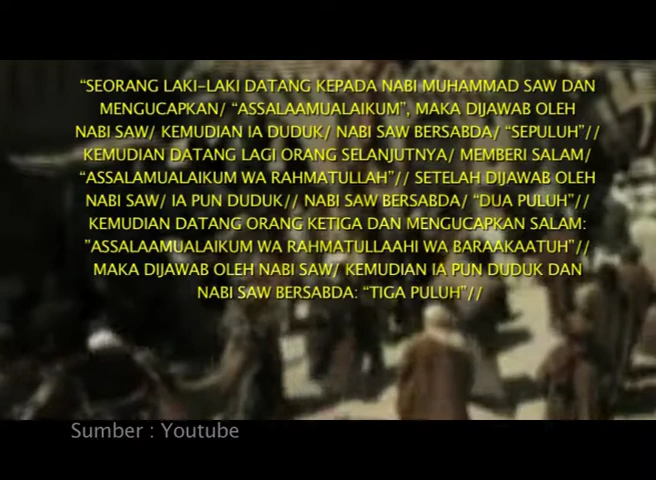 “SEORANG LAKI-LAKI DATANG KEPADA NABI MUHAMMAD SAW DAN
MENGUCAPKAN/ “ASSALAAMUALAIKUM”, MAKA DIJAWAB OLEH
NABI SAW/ KEMUDIAN IA DUDUK/ NABI SAW BERSABDA/ “SEPULUH”//
KEMUDIAN DATANG LAGI ORANG SELANJUTNYA/ MEMBERI SALAM/
“ASSALAMUALAIKUM WA RAHMATULLAH”// SETELAH DIJAWAB OLEH
NABI SAW/ IA PUN DUDUK// NABI SAW BERSABDA/ “DUA PULUH”//
KEMUDIAN DATANG ORANG KETIGA DAN MENGUCAPKAN SALAM:
”ASSALAAMUALAIKUM WA RAHMATULLAAHI WA BARAAKAATUH”//
MAKA DIJAWAB OLEH NABI SAW/ KEMUDIAN IA PUN DUDUK DAN
NABI SAW BERSABDA: “TIGA PULUH”//
Sumber : Youtube